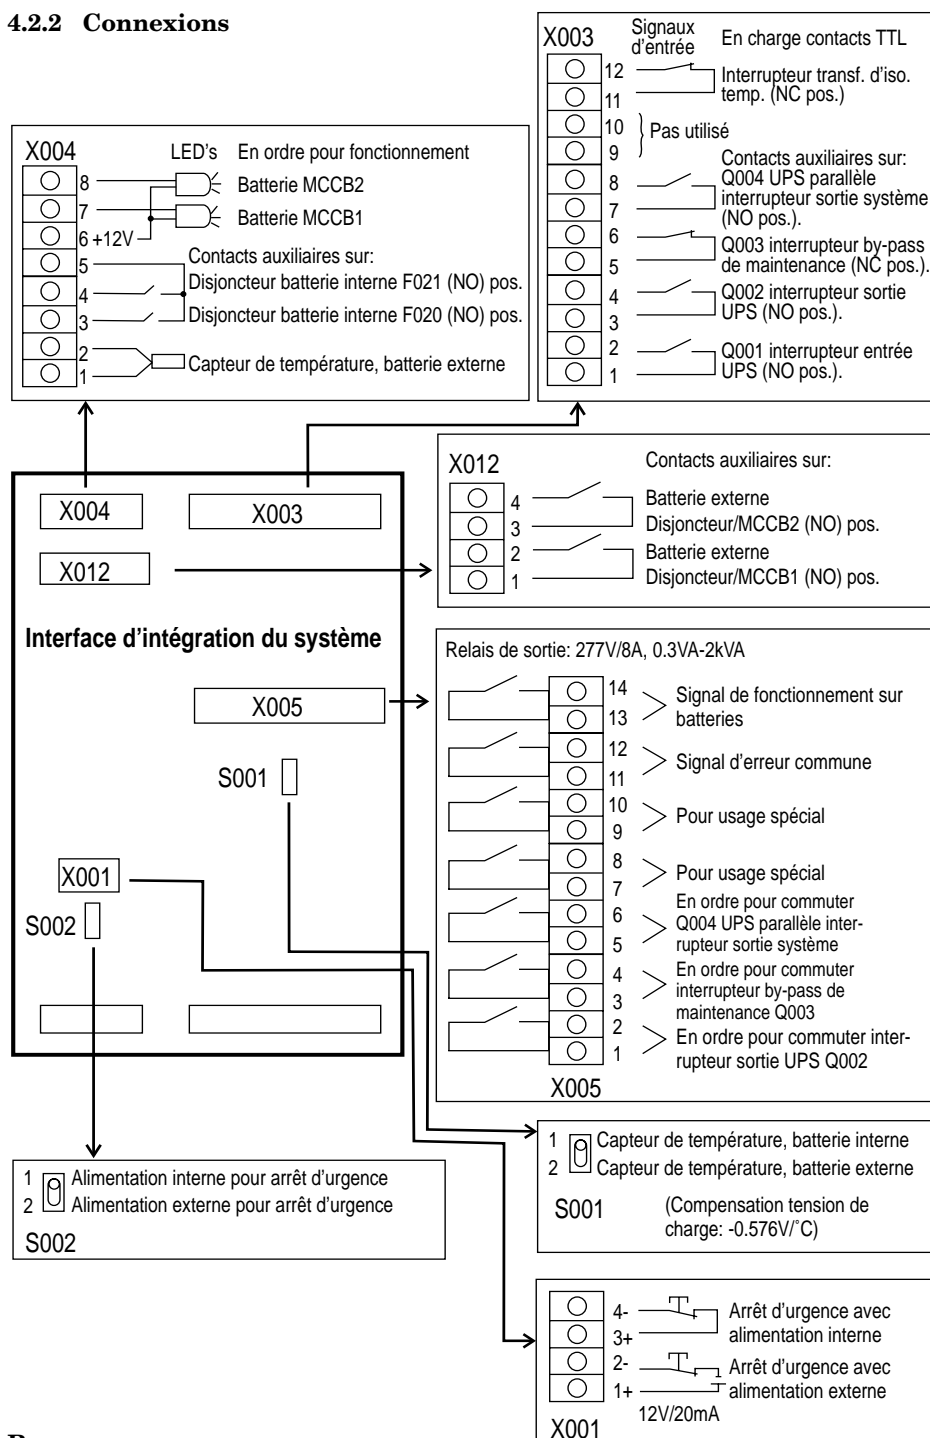 4.2.2 Connexions
X003
Signaux
d'entrée
En charge contacts TTL
12
11
Interrupteur transf. d'iso.
temp. (NC pos.)
10
9
Pas utilisé
Contacts auxiliaires sur:
8
7
Q004 UPS parallèle
interrupteur sortie système
(NO pos.).
6
5
Q003 interrupteur by-pass
de maintenance (NC pos.).
4
3
Q002 interrupteur sortie
UPS (NO pos.).
2
1
Q001 interrupteur entrée
UPS (NO pos.).
X004
LED's
En ordre pour fonctionnement
8
Batterie MCCB2
7
Batterie MCCB1
6 +12V
5
Contacts auxiliaires sur:
4
Disjoncteur batterie interne F021 (NO) pos.
3
Disjoncteur batterie interne F020 (NO) pos.
2
1
Capteur de température, batterie externe
X004
X003
X012
Interface d'intégration du système
X005
S001
X001
S002
X012
Contacts auxiliaires sur:
4
3
Batterie externe
Disjoncteur/MCCB2 (NO) pos.
2
1
Batterie externe
Disjoncteur/MCCB1 (NO) pos.
Relais de sortie: 277V/8A, 0.3VA-2kVA
14
13
Signal de fonctionnement sur
batteries
12
11
Signal d'erreur commune
10
9
Pour usage spécial
8
7
Pour usage spécial
6
5
En ordre pour commuter
Q004 UPS parallèle inter-
rupteur sortie système
4
3
En ordre pour commuter
interrupteur by-pass de
maintenance Q003
2
1
En ordre pour commuter inter-
rupteur sortie UPS Q002
X005
1 Capteur de température, batterie interne
2 Capteur de température, batterie externe
S001
(Compensation tension de
charge: -0.576V/˚C)
1 Alimentation interne pour arrêt d'urgence
2 Alimentation externe pour arrêt d'urgence
S002
4-
3+
Arrêt d'urgence avec
alimentation interne
2-
1+
Arrêt d'urgence avec
alimentation externe
12V/20mA
X001